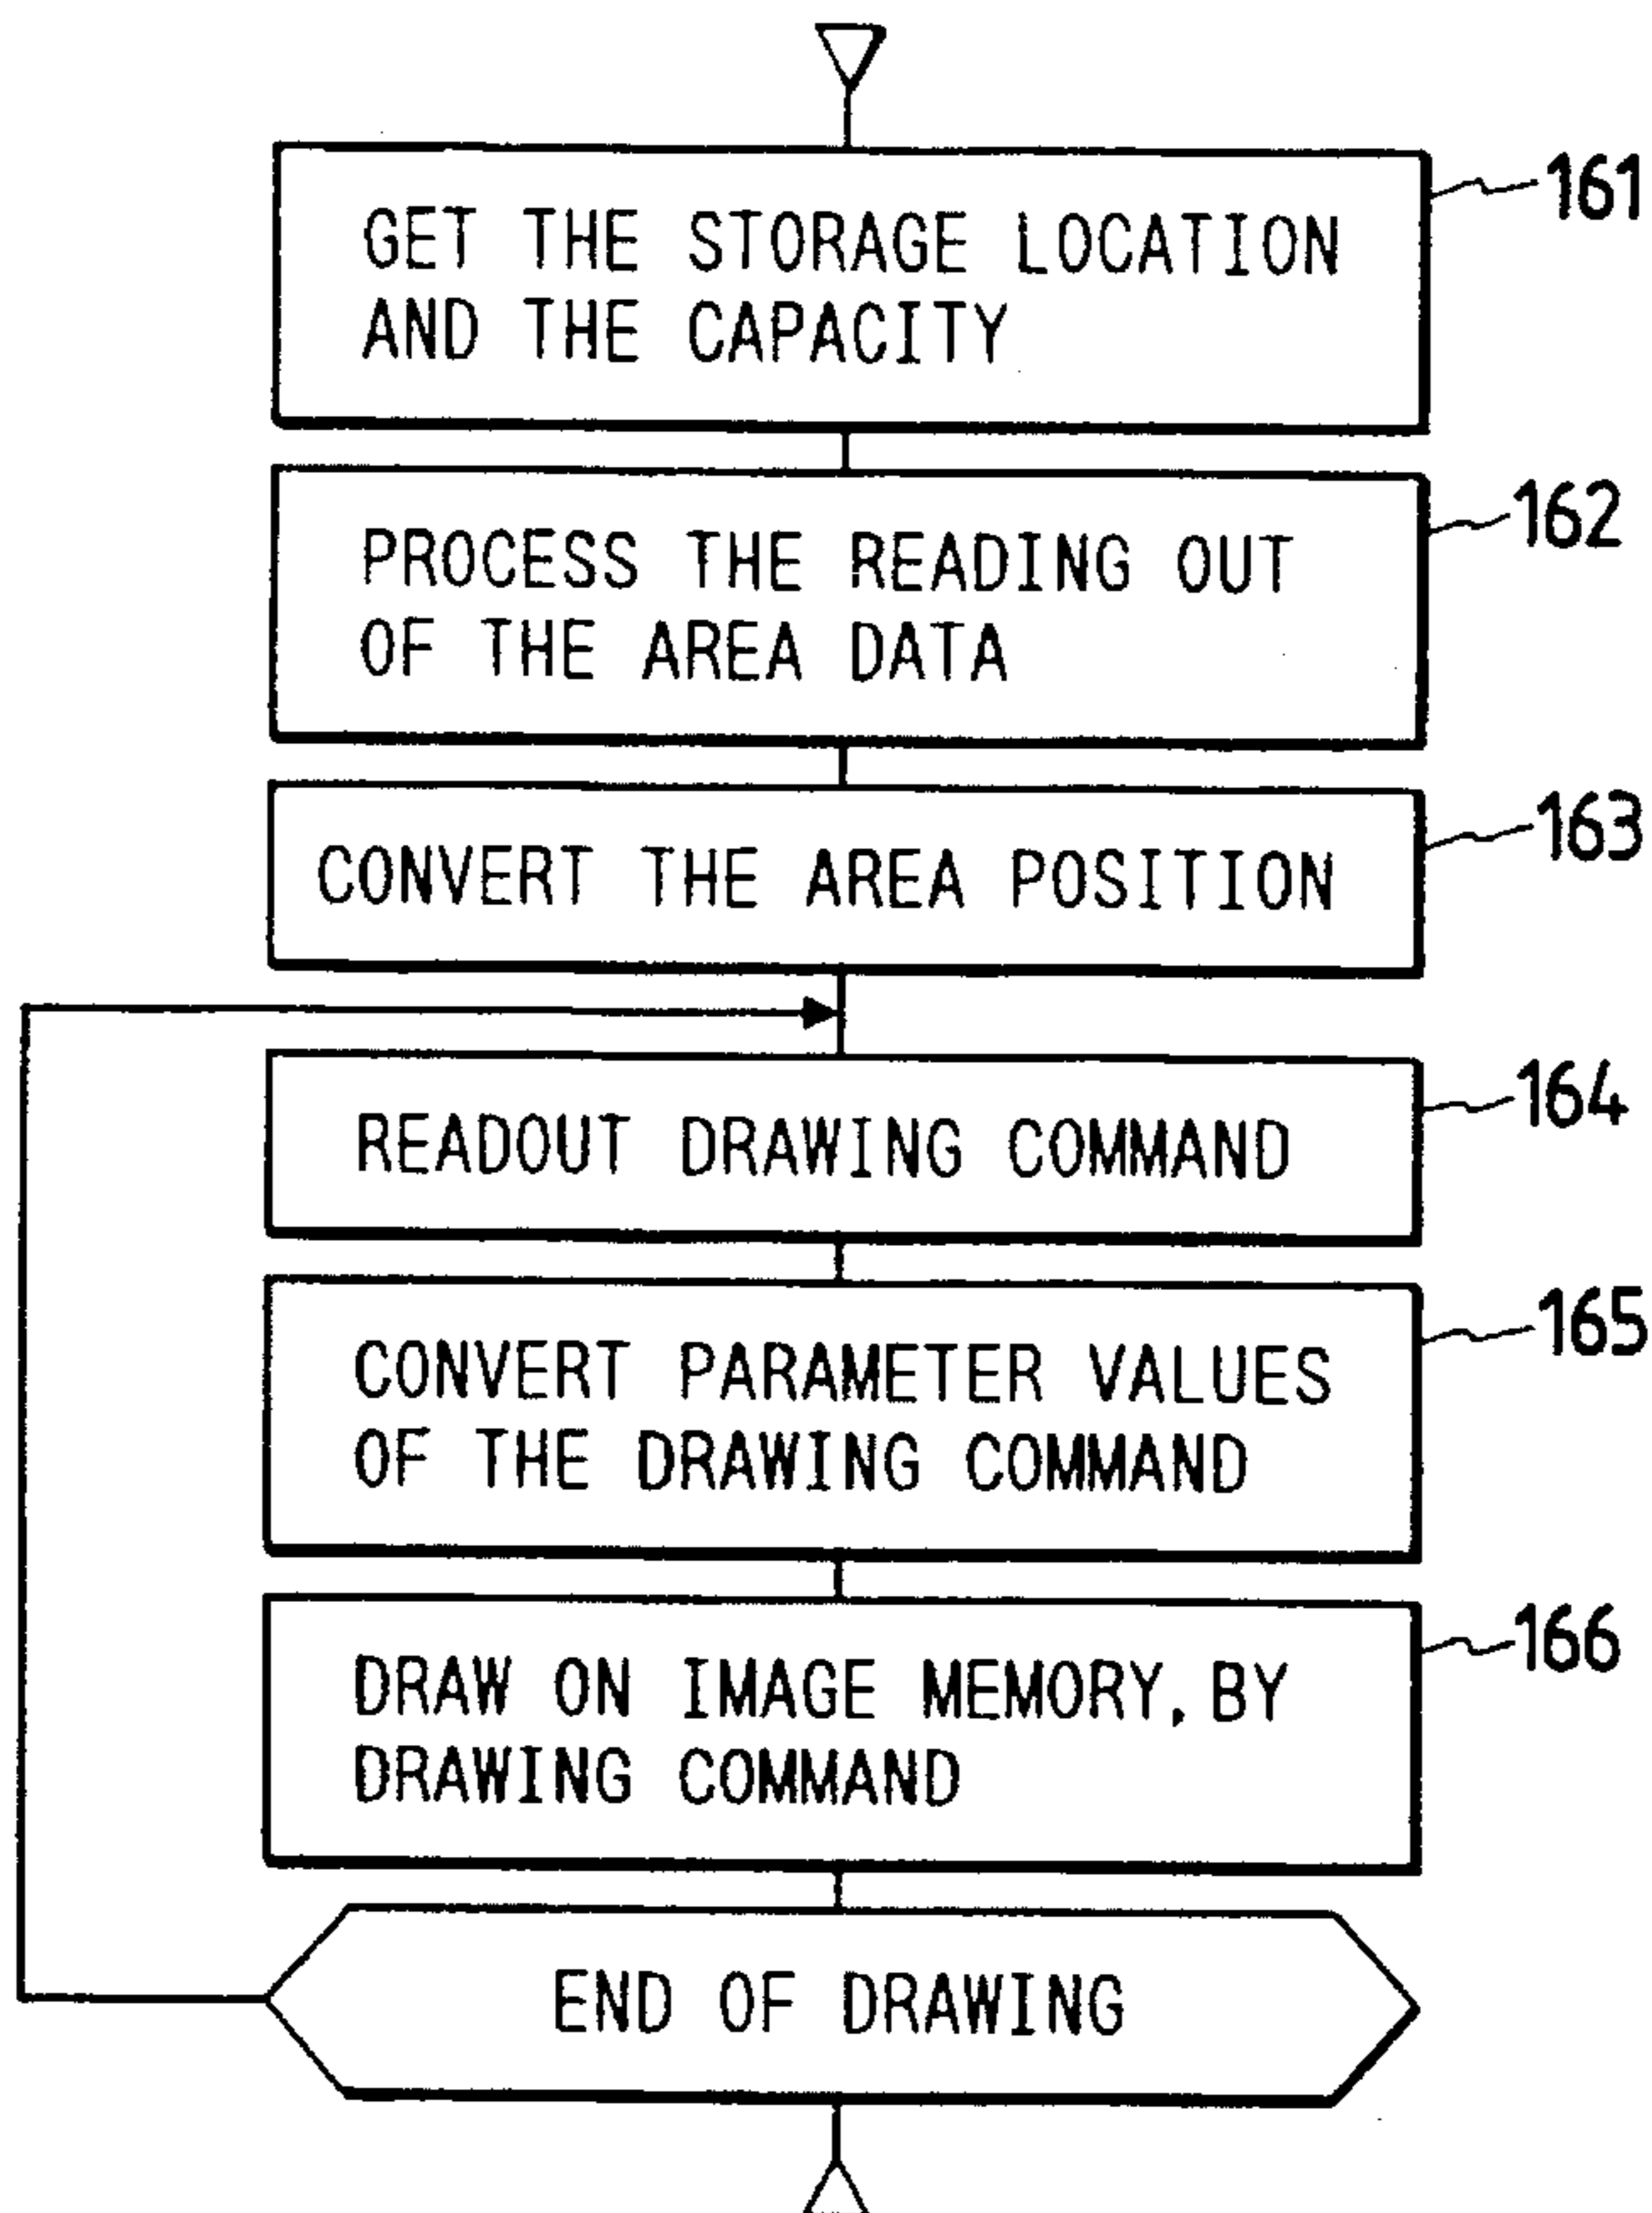 GET THE STORAGE LOCATION
AND THE CAPACITY
161
PROCESS THE READING OUT
OF THE AREA DATA
162
CONVERT THE AREA POSITION
163
READOUT DRAWING COMMAND
164
CONVERT PARAMETER VALUES
OF THE DRAWING COMMAND
165
DRAW ON IMAGE MEMORY, BY
DRAWING COMMAND
166
END OF DRAWING